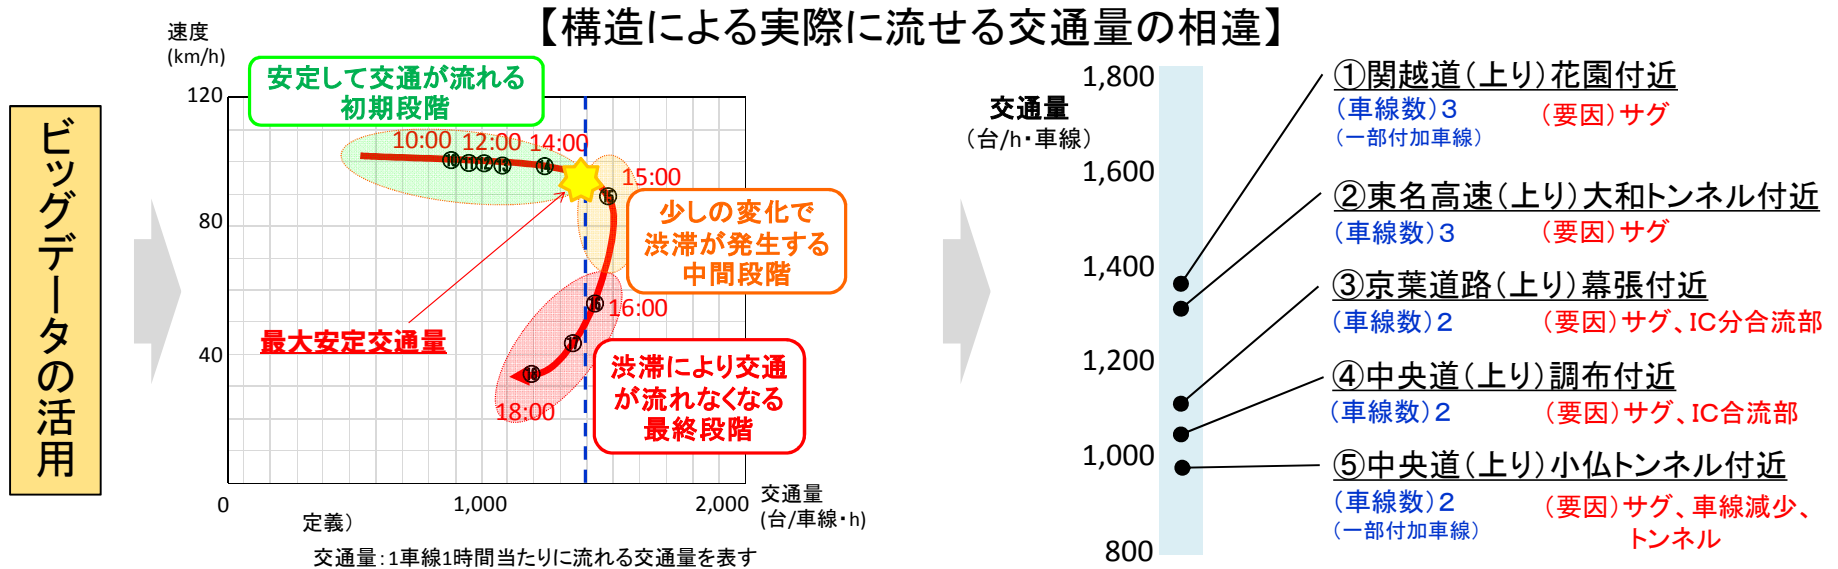 【構造による実際に流せる交通量の相違】
ビッグデータの活用
速度
(km/h)
120
80
40
0
1,000
2,000
交通量
(台/車線・h)
安定して交通が流れる
初期段階
10:00 12:00 14:00
⑩⑪⑫⑬ ⑭
15:00
⑮
少しの変化で
渋滞が発生する
中間段階
最大安定交通量
16:00
⑯
⑰
⑱
18:00
渋滞により交通
が流れなくなる
最終段階
定義)
交通量:1車線1時間当たりに流れる交通量を表す
交通量
(台/h・車線)
1,800
1,600
1,400
1,200
1,000
800
①関越道(上り)花園付近
(車線数)3 (要因)サグ
(一部付加車線)
②東名高速(上り)大和トンネル付近
(車線数)3 (要因)サグ
③京葉道路(上り)幕張付近
(車線数)2 (要因)サグ、IC分合流部
④中央道(上り)調布付近
(車線数)2 (要因)サグ、IC合流部
⑤中央道(上り)小仏トンネル付近
(車線数)2 (要因)サグ、車線減少、
(一部付加車線) トンネル